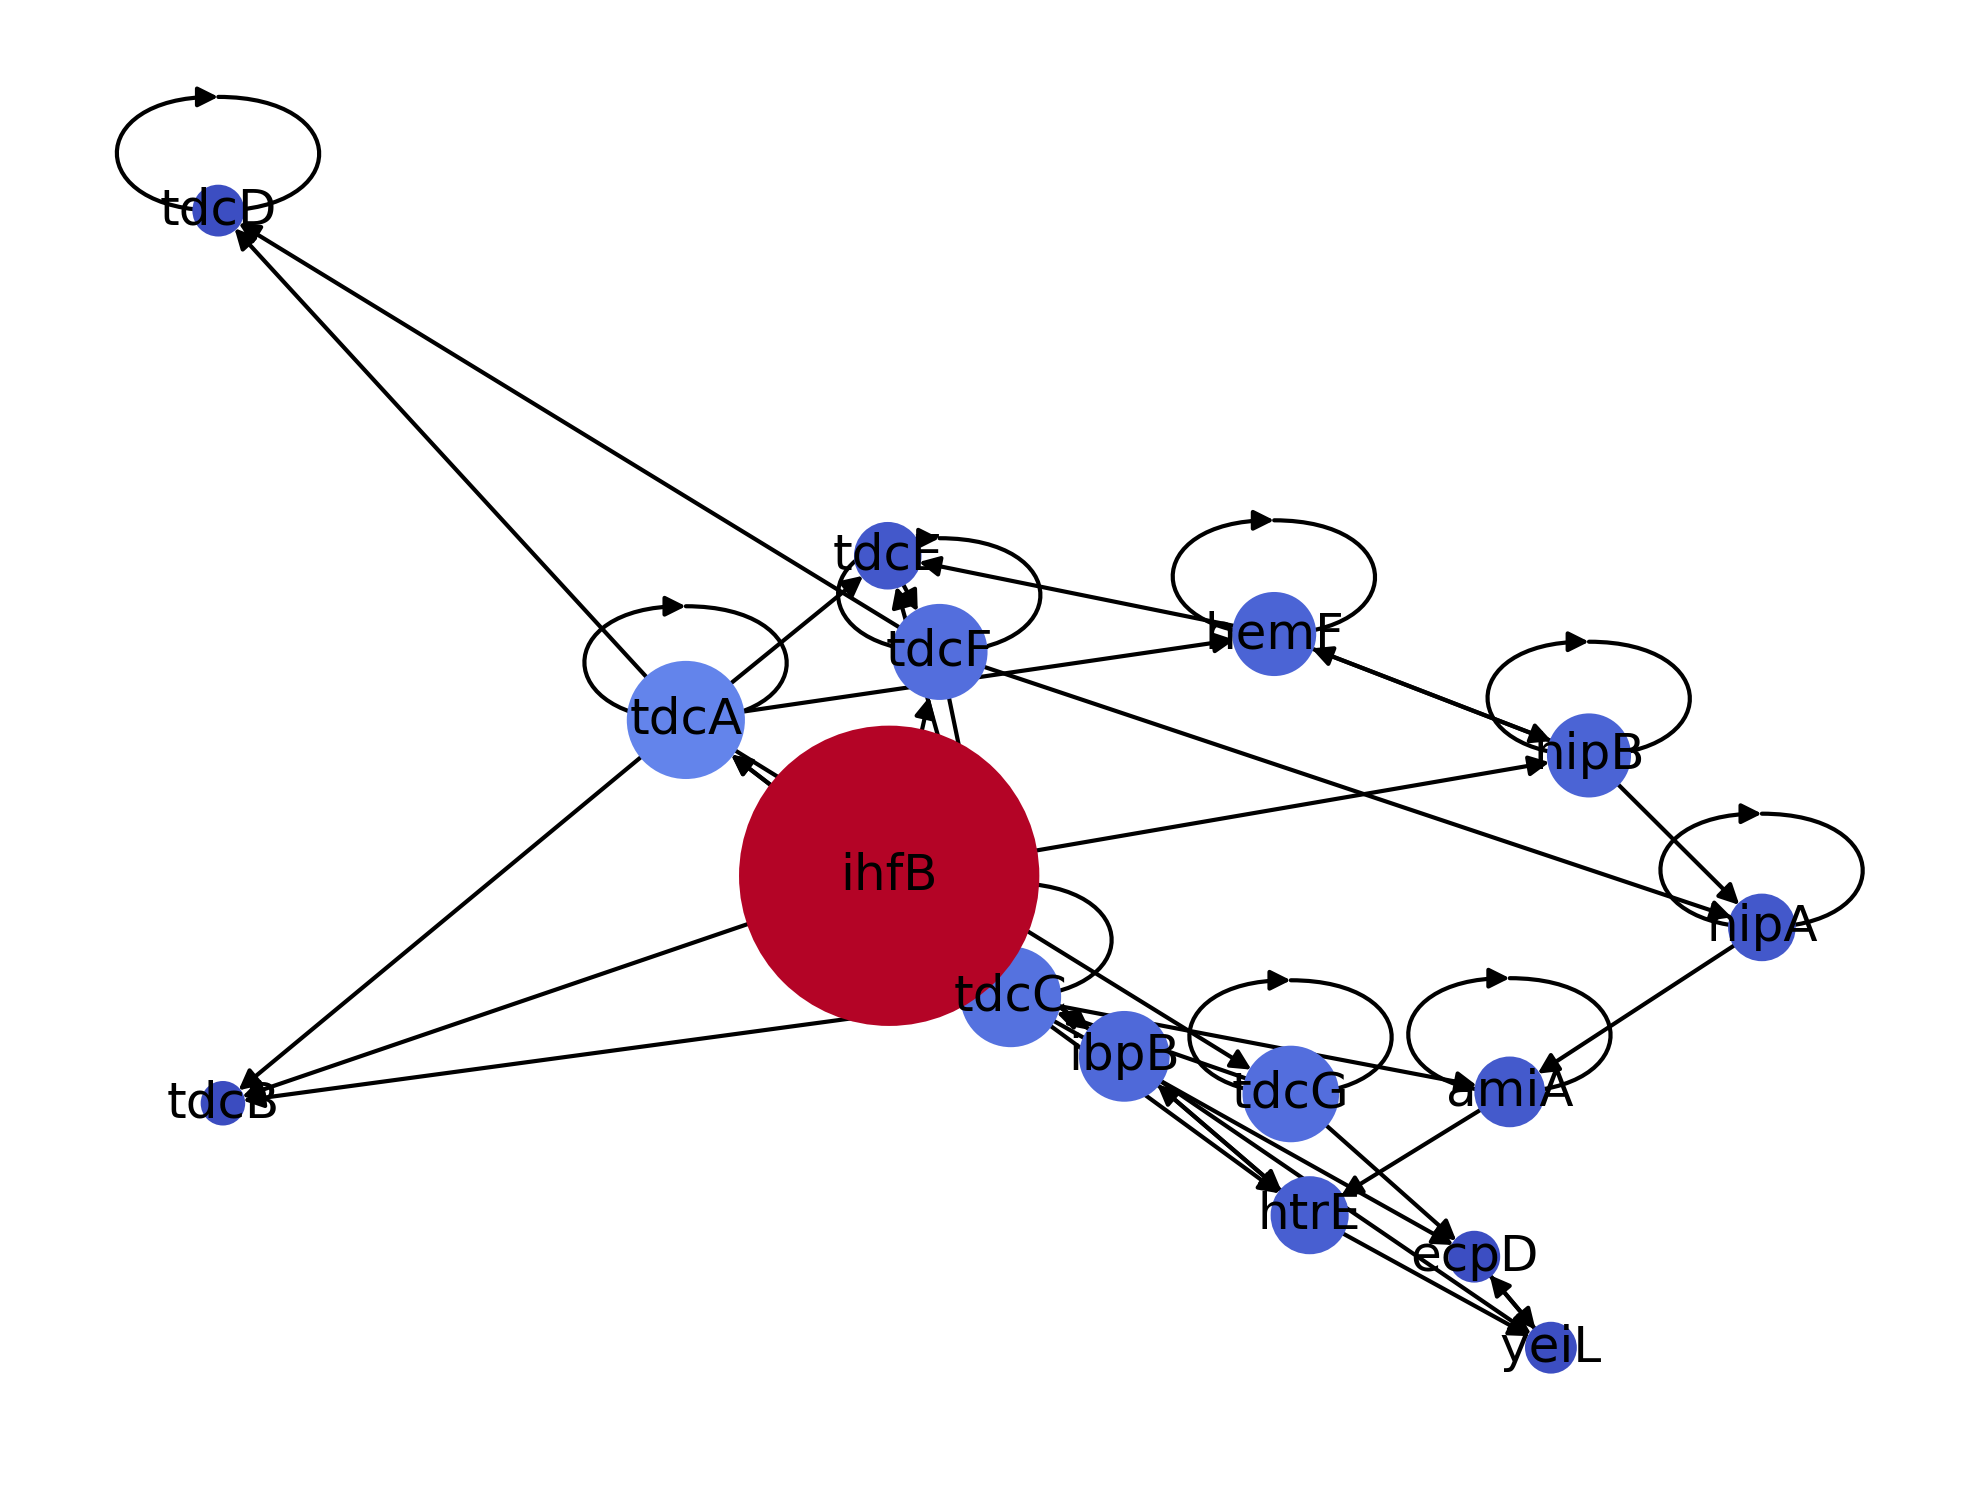 tdcD
tdcE
hemF
tdcF
tdcA
hipB
ihfB
hipA
tdcC
ibpB
tdcG
amiA
tdcB
htrE
ecpD
yeiL